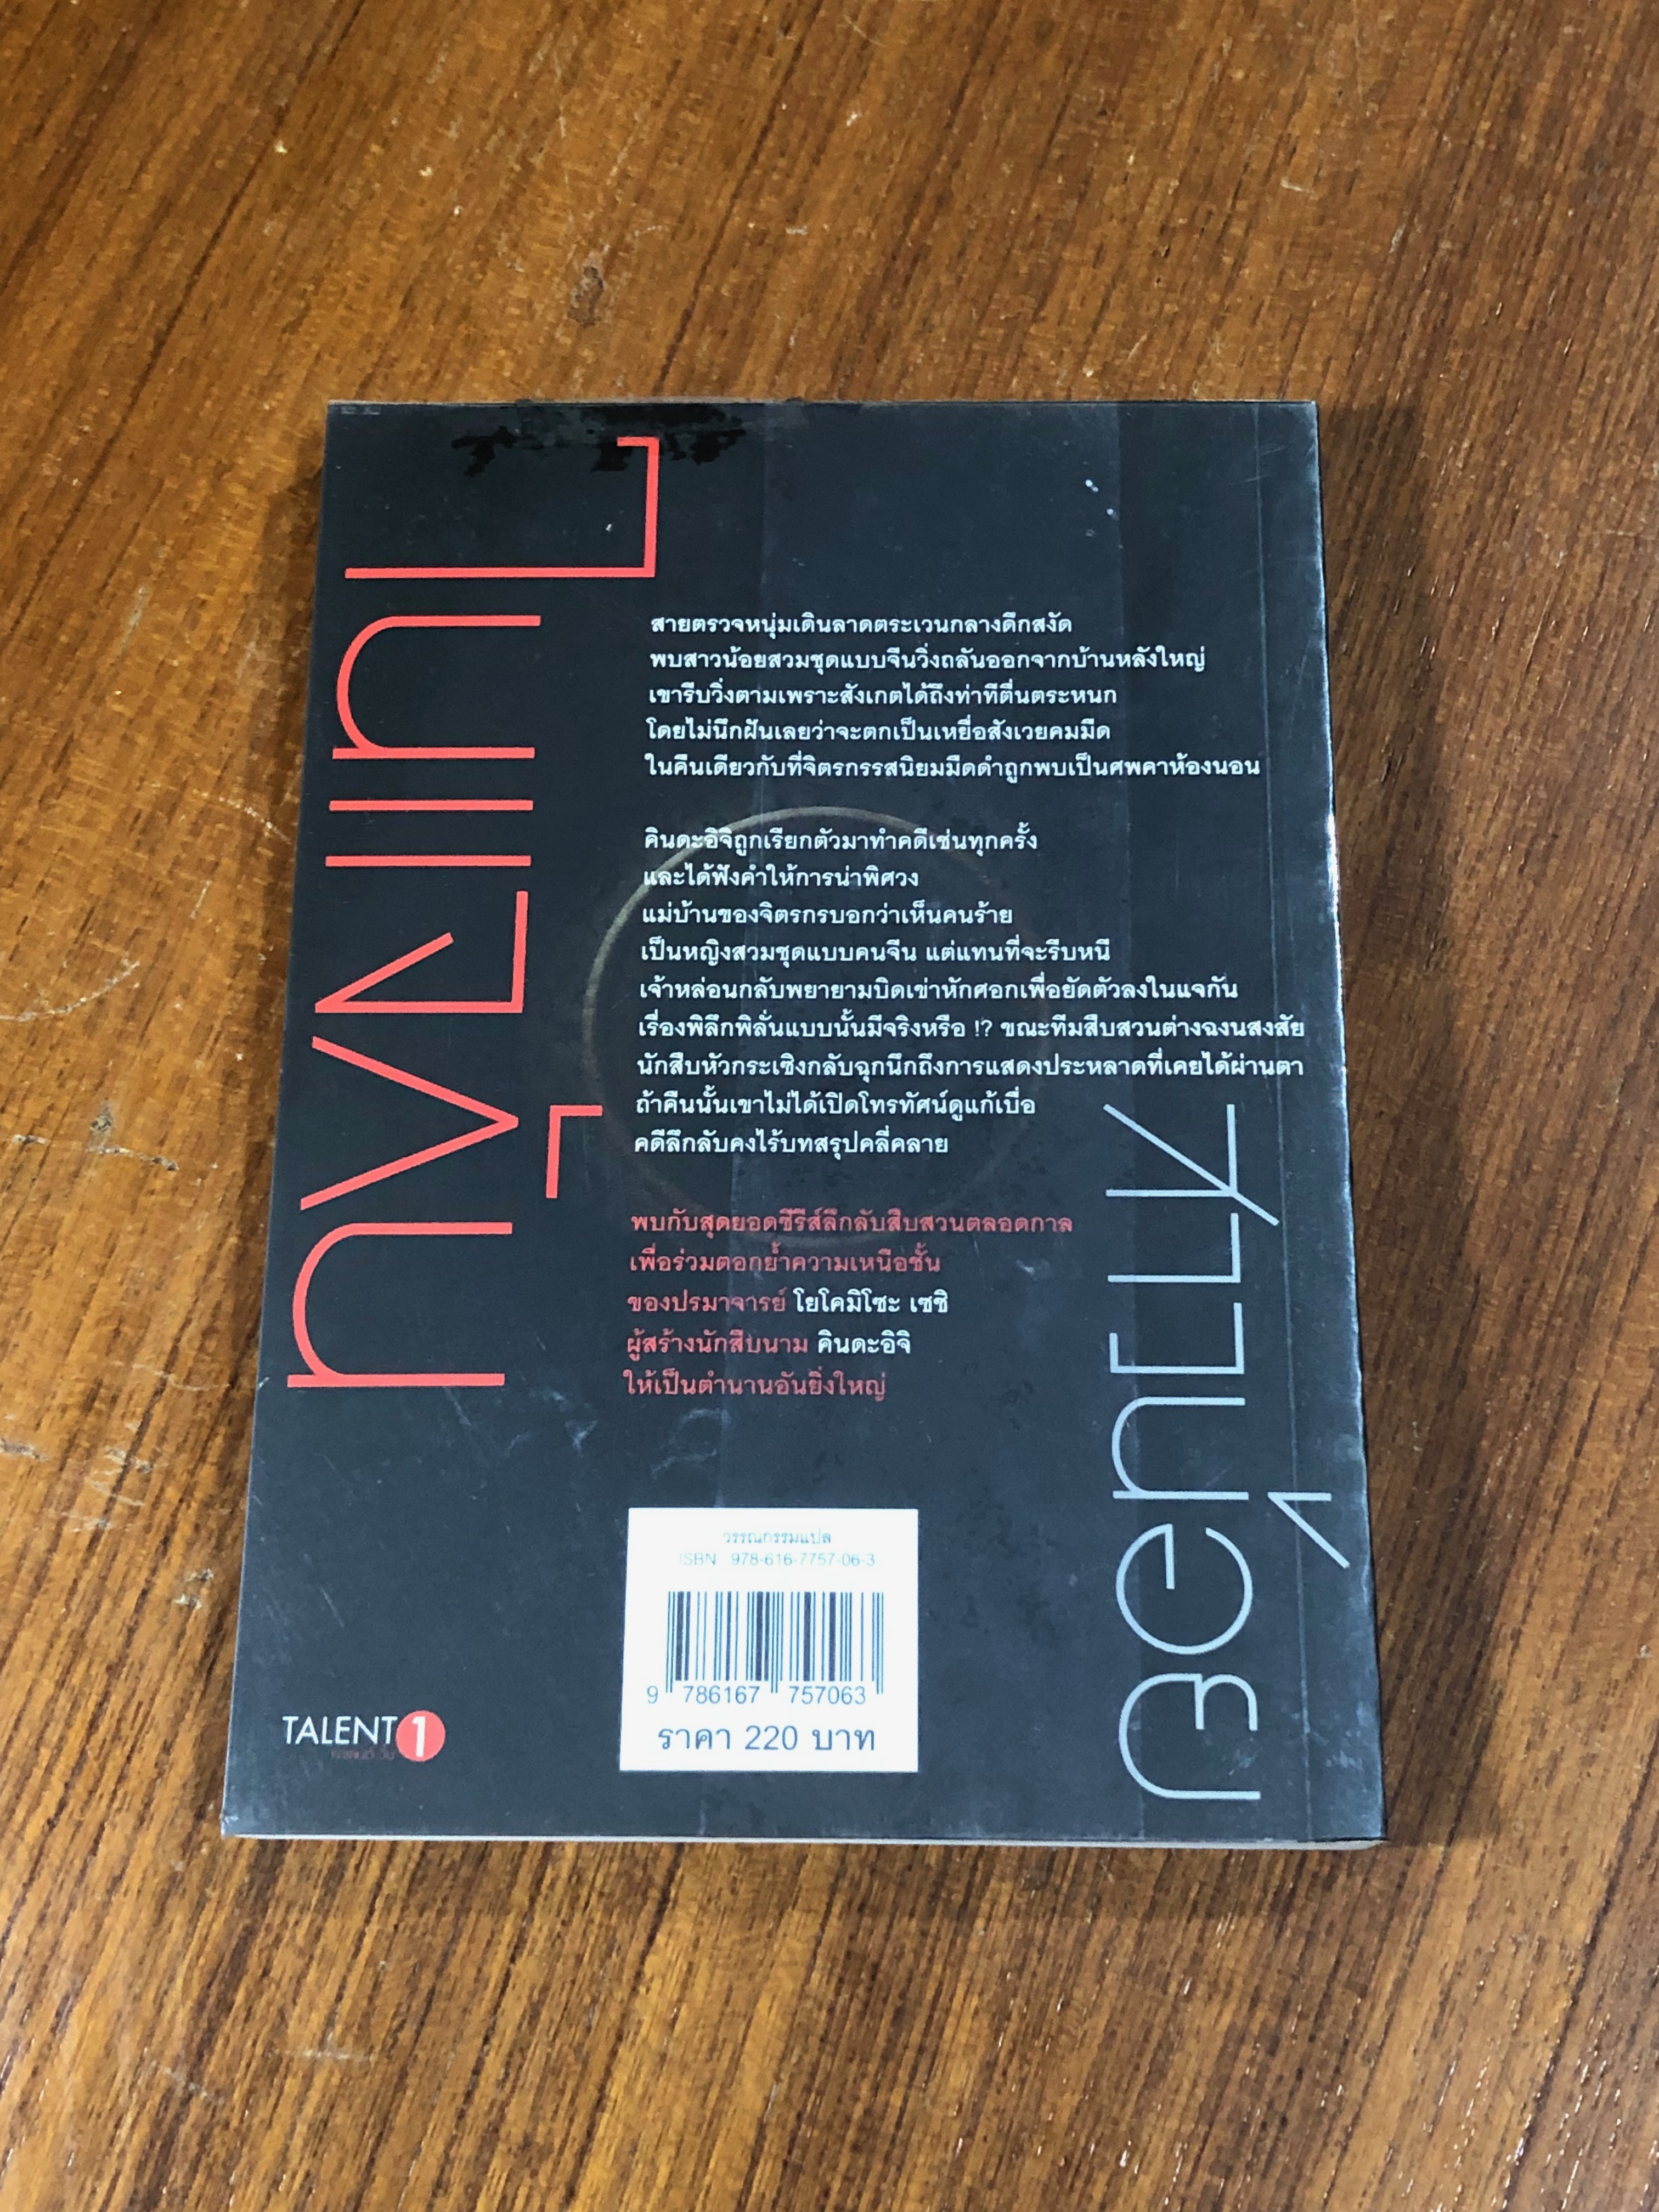 สายตรวจหนุ่มเดินลาดตระเวนกลางดึกสงัด
พบสาวน้อยสวมชุดแบบจีนวิ่งถลันออกจากบ้านหลังใหญ่
เขารีบวิ่งตามเพราะสังเกตได้ถึงท่าทีตื่นตระหนก
โดยไม่นึกฝันเลยว่าจะตกเป็นเหยื่อสังเวยคมมีด
ในคืนเดียวกับที่จิตรกรรสนิยมมืดดำถูกพบเป็นศพคาห้องนอน
คินดะอิจิถูกเรียกตัวมาทำคดีเช่นทุกครั้ง
และได้ฟังคำให้การน่าพิศวง
แม่บ้านของจิตรกรบอกว่าเห็นคนร้าย
เป็นหญิงสวมชุดแบบคนจีน แต่แทนที่จะรีบหนี
เจ้าหล่อนกลับพยายามบิดเข่าหักศอกเพื่อยัดตัวลงในแจกัน
เรื่องพิลึกพิลั่นแบบนั้นมีจริงหรือ !? ขณะทีมสืบสวนต่างฉงนสงสัย
นักสืบหัวกระเซิงกลับฉุกนึกถึงการแสดงประหลาดที่เคยได้ผ่านตา
ถ้าคืนนั้นเขาไม่ได้เปิดโทรทัศน์ดูแก้เบื่อ
คดีลึกลับคงไร้บทสรุปคลี่คลาย
พบกับสุดยอดซีรีส์ลึกลับสืบสวนตลอดกาล
เพื่อร่วมตอกย้ำความเหนือชั้น
ของปรมาจารย์ โยโคมิโซะ เซชิ
ผู้สร้างนักสืบนาม คินดะอิจิ
ให้เป็นตำนานอันยิ่งใหญ่
วรรณกรรมแปล
ISBN 978-616-7757-06-3
9 786167 757063
ราคา 220 บาท
TALENT 1